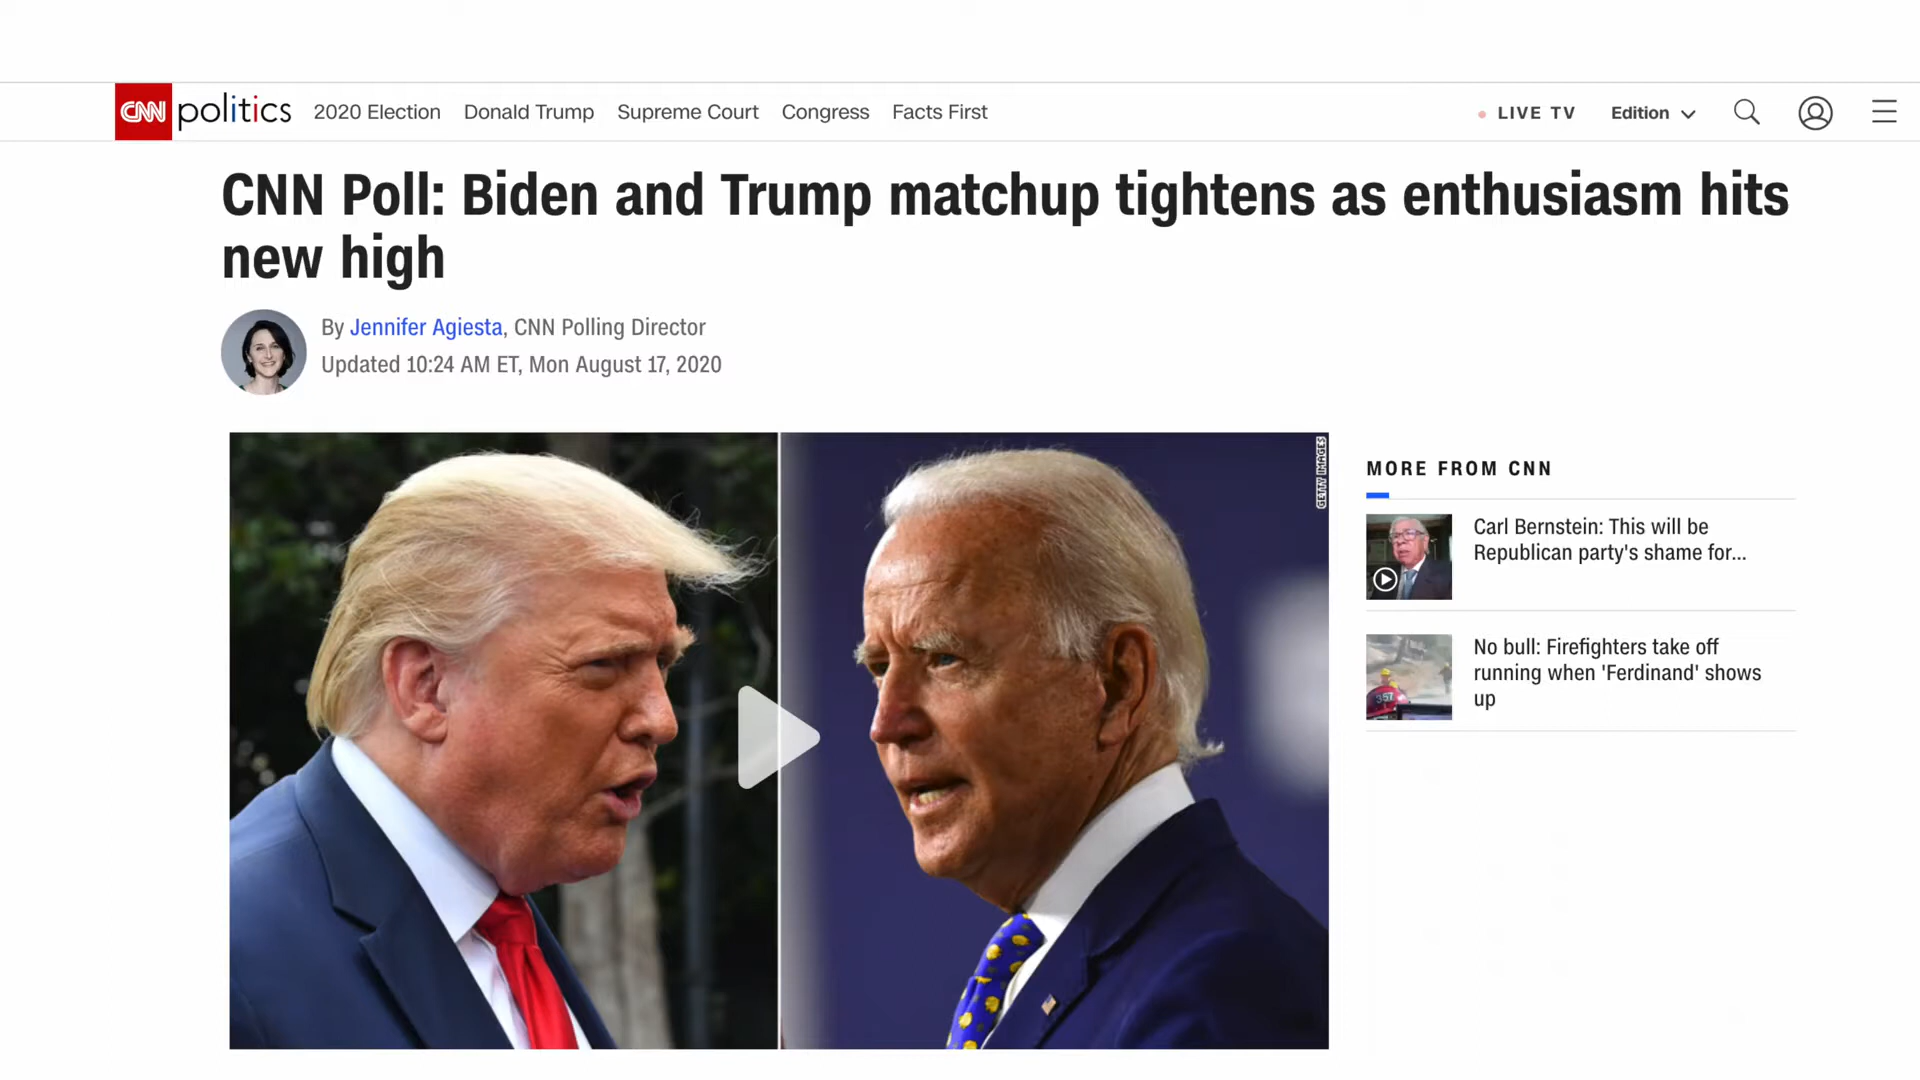 CNN politics 2020 Election Donald Trump Supreme Court Congress Facts First LIVE TV Edition
CNN Poll: Biden and Trump matchup tightens as enthusiasm hits
new high
By Jennifer Agiesta, CNN Polling Director
Updated 10:24 AM ET, Mon August 17, 2020
GETTY IMAGES
MORE FROM CNN
Carl Bernstein: This will be
Republican party's shame for...
No bull: Firefighters take off
running when 'Ferdinand' shows
up
357